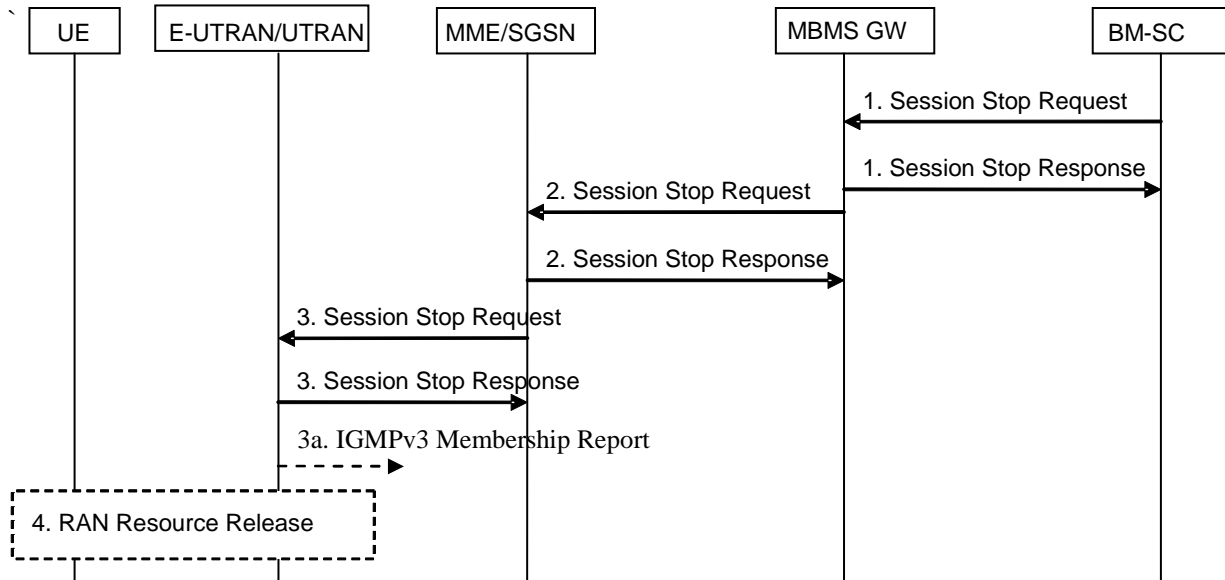 `
UE
E-UTRAN/UTRAN
MME/SGSN
MBMS GW
BM-SC
1. Session Stop Request
1. Session Stop Response
2. Session Stop Request
2. Session Stop Response
3. Session Stop Request
3. Session Stop Response
3a. IGMPv3 Membership Report
4. RAN Resource Release